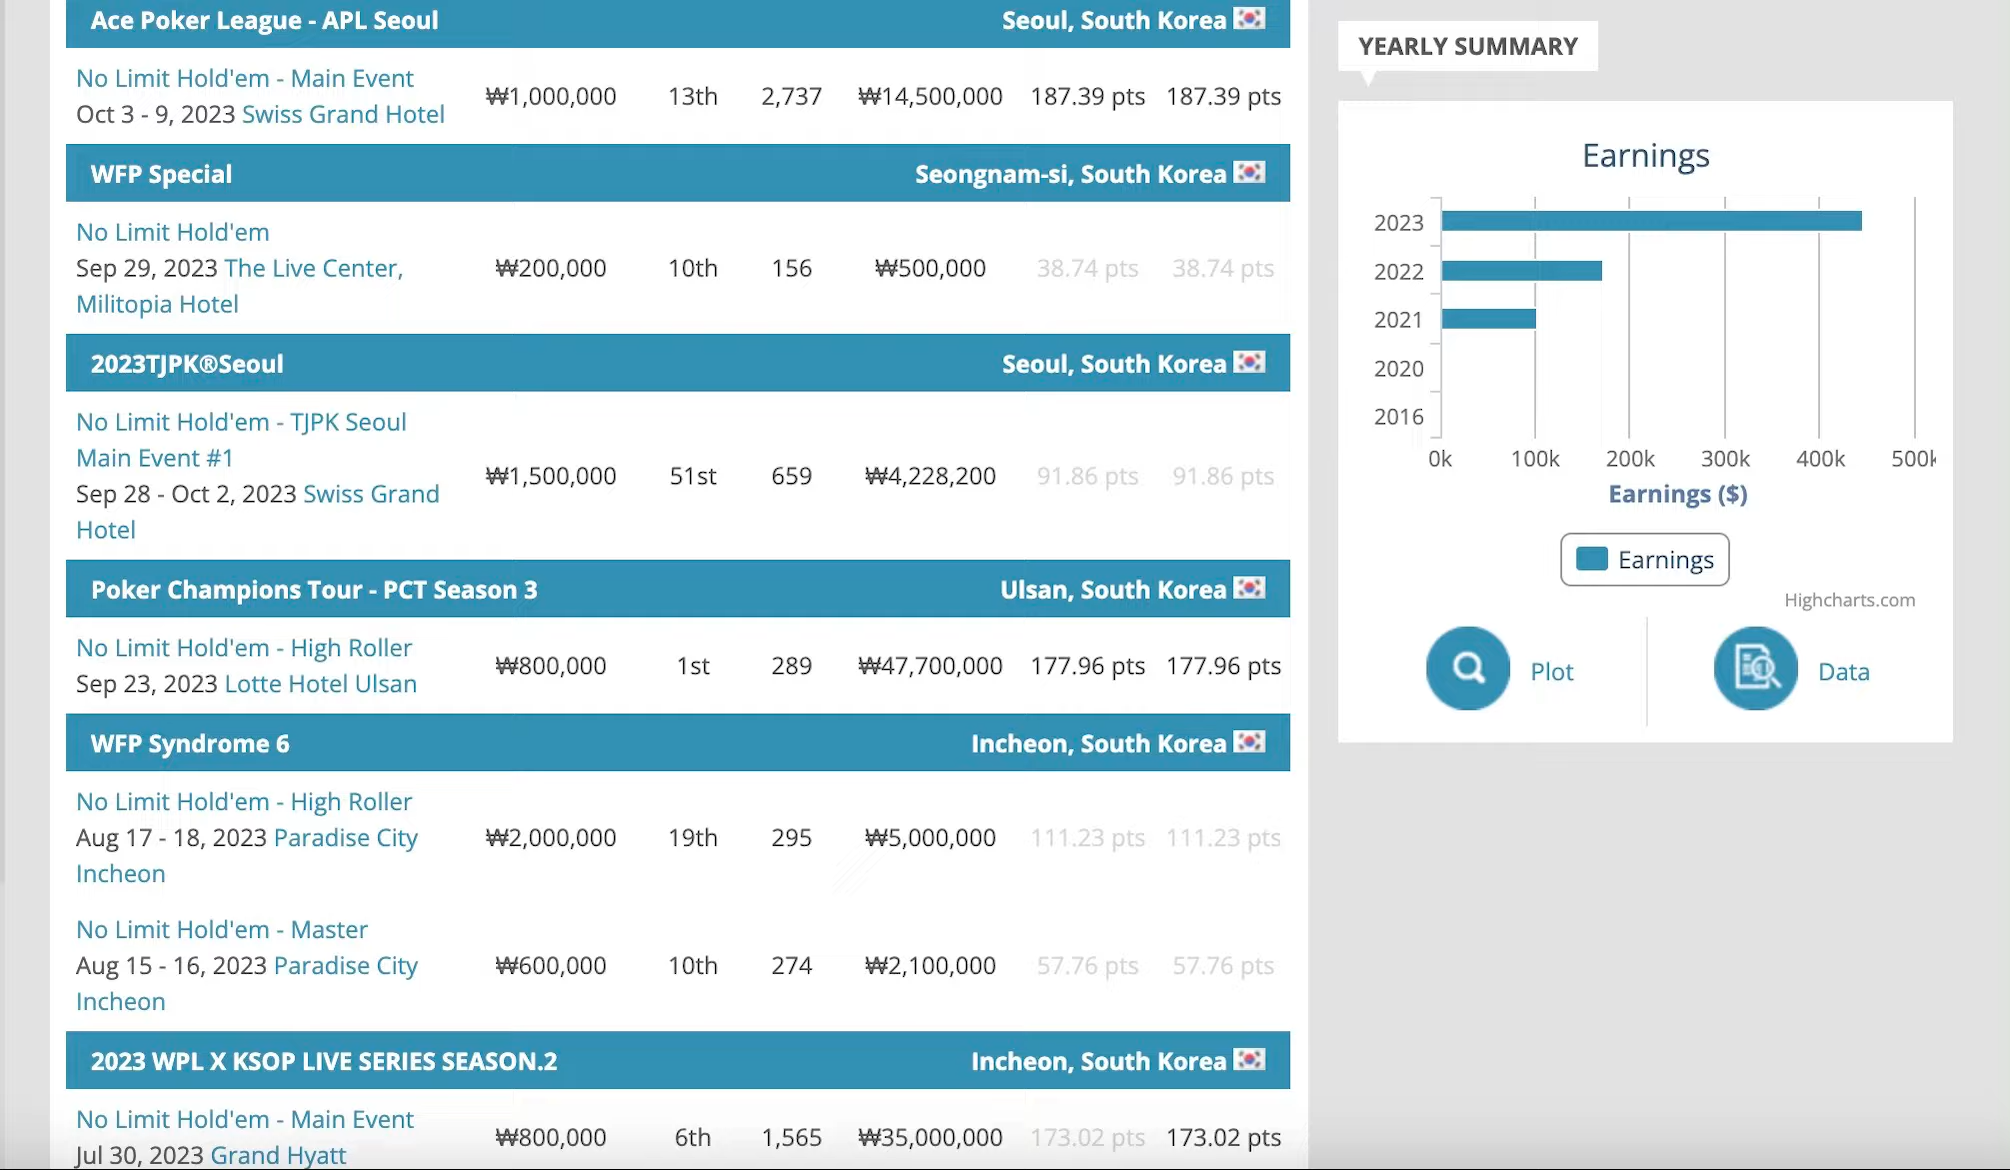 Ace Poker League - APL Seoul Seoul, South Korea
No Limit Hold'em - Main Event
Oct 3 - 9, 2023 Swiss Grand Hotel
₩1,000,000 13th 2,737 ₩14,500,000 187.39 pts 187.39 pts
WFP Special Seongnam-si, South Korea
No Limit Hold'em
Sep 29, 2023 The Live Center,
Militopia Hotel
₩200,000 10th 156 ₩500,000 38.74 pts 38.74 pts
2023TJPK®Seoul Seoul, South Korea
No Limit Hold'em - TJPK Seoul
Main Event #1
Sep 28 - Oct 2, 2023 Swiss Grand
Hotel
₩1,500,000 51st 659 ₩4,228,200 91.86 pts 91.86 pts
Poker Champions Tour - PCT Season 3 Ulsan, South Korea
No Limit Hold'em - High Roller
Sep 23, 2023 Lotte Hotel Ulsan
₩800,000 1st 289 ₩47,700,000 177.96 pts 177.96 pts
WFP Syndrome 6 Incheon, South Korea
No Limit Hold'em - High Roller
Aug 17 - 18, 2023 Paradise City
Incheon
₩2,000,000 19th 295 ₩5,000,000 111.23 pts 111.23 pts
No Limit Hold'em - Master
Aug 15 - 16, 2023 Paradise City
Incheon
₩600,000 10th 274 ₩2,100,000 57.76 pts 57.76 pts
2023 WPL X KSOP LIVE SERIES SEASON.2 Incheon, South Korea
No Limit Hold'em - Main Event
Jul 30, 2023 Grand Hyatt
₩800,000 6th 1,565 ₩35,000,000 173.02 pts 173.02 pts
YEARLY SUMMARY
Earnings
2023
2022
2021
2020
2016
0k 100k 200k 300k 400k 500k
Earnings ($)
Earnings
Highcharts.com
Plot Data